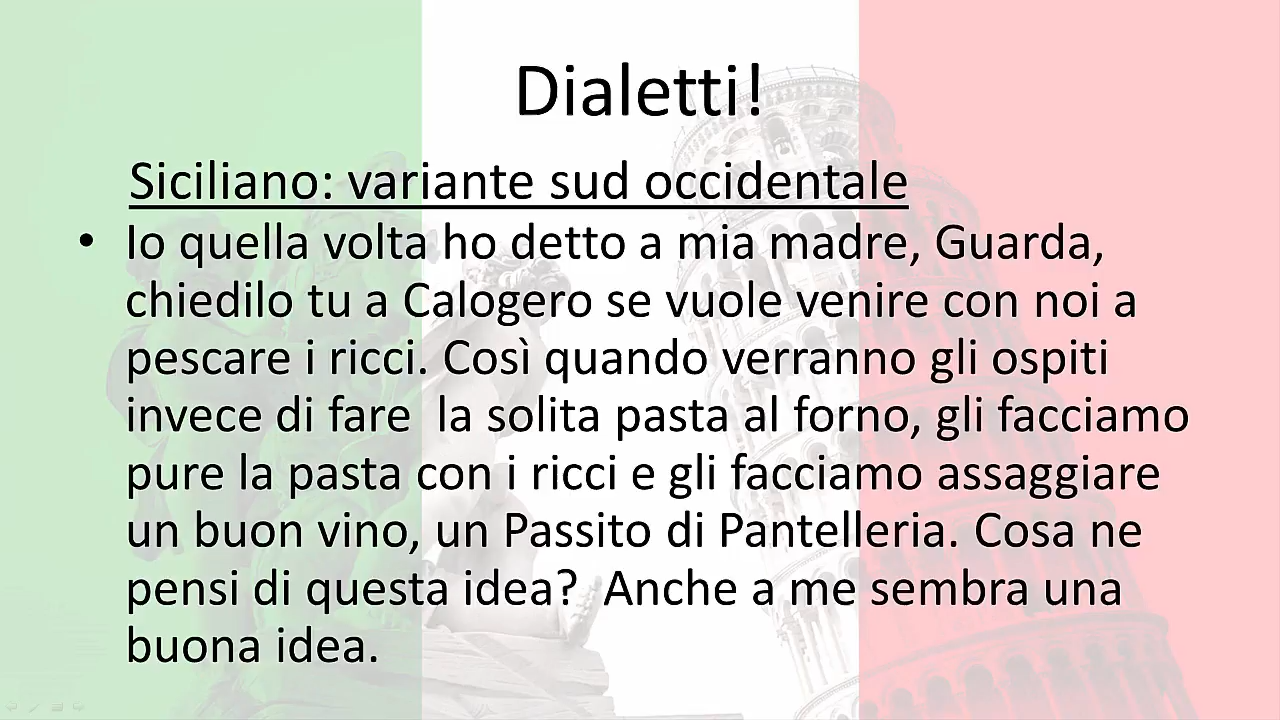 Dialetti!
Siciliano: variante sud occidentale
• Io quella volta ho detto a mia madre, Guarda,
chiedilo tu a Calogero se vuole venire con noi a
pescare i ricci. Così quando verranno gli ospiti
invece di fare  la solita pasta al forno, gli facciamo
pure la pasta con i ricci e gli facciamo assaggiare
un buon vino, un Passito di Pantelleria. Cosa ne
pensi di questa idea?  Anche a me sembra una
buona idea.